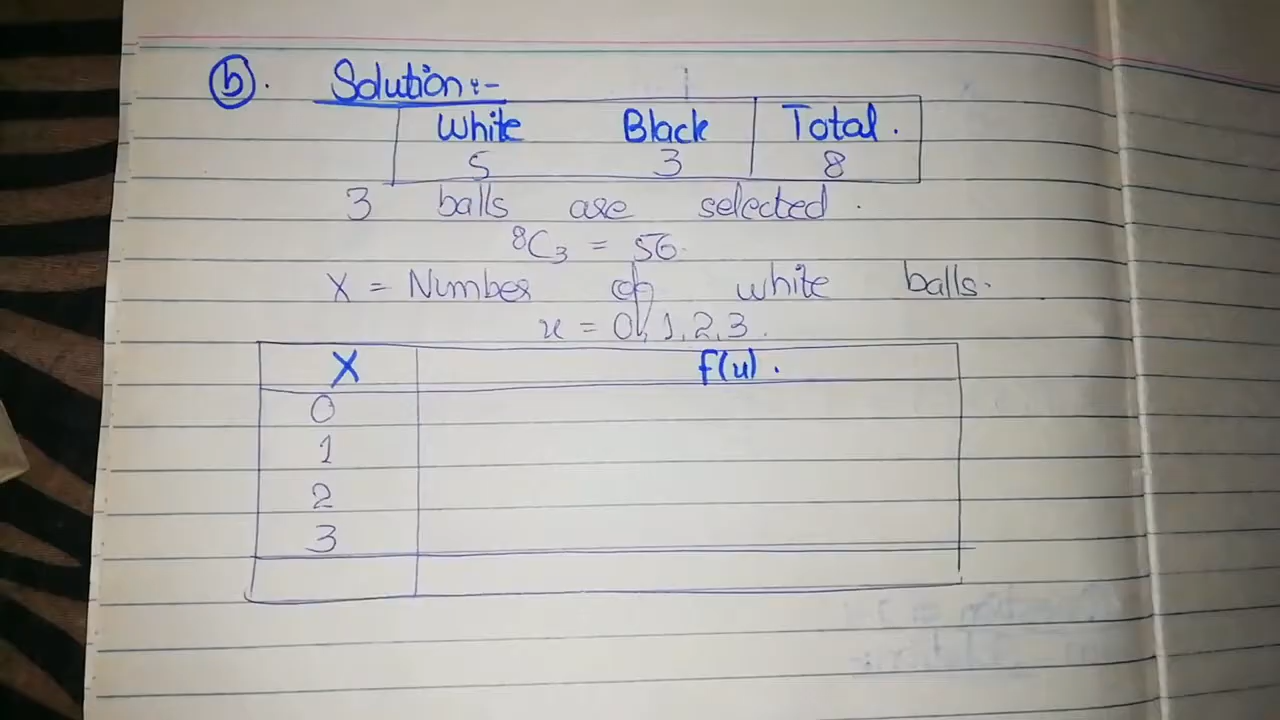 (b). Solution:-
White Black Total.
5 3 8
3 balls are selected.
⁸C₃ = 56.
X = Number of white balls.
x = 0, 1, 2, 3.
X f(x).
0
1
2
3